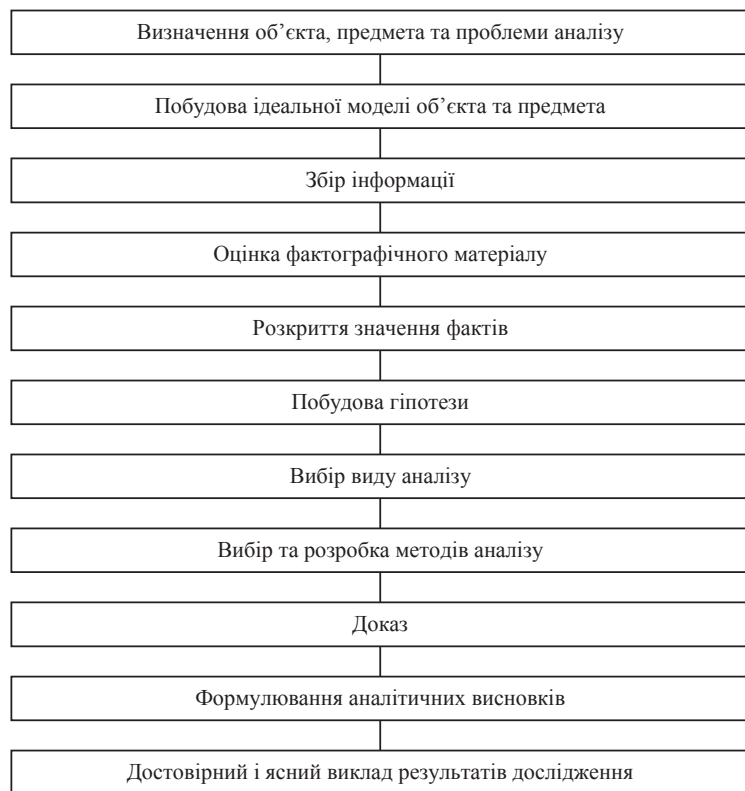 Визначення об’єкта, предмета та проблеми аналізу
Побудова ідеальної моделі об’єкта та предмета
Збір інформації
Оцінка фактографічного матеріалу
Розкриття значення фактів
Побудова гіпотези
Вибір виду аналізу
Вибір та розробка методів аналізу
Доказ
Формулювання аналітичних висновків
Достовірний і ясний виклад результатів дослідження